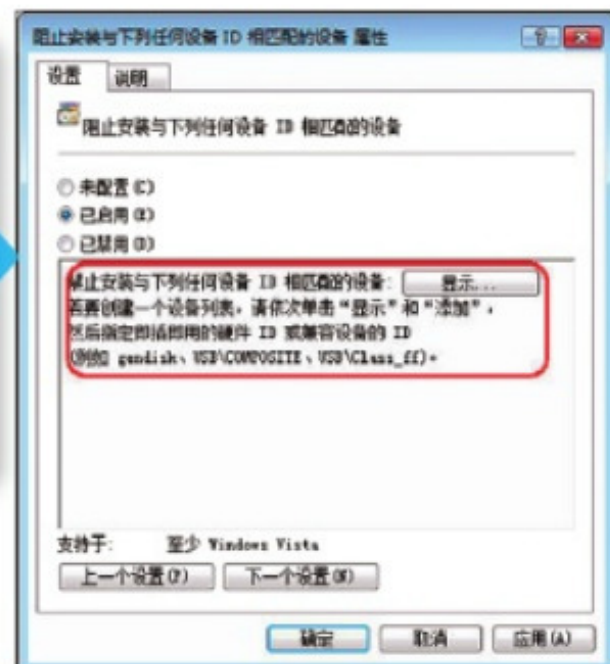 阻止安装与下列任何设备 ID 相匹配的设备 属性
设置 说明
阻止安装与下列任何设备 ID 相匹配的设备
未配置(C)
已启用(E)
已禁用(D)
禁止安装与下列任何设备 ID 相匹配的设备: 显示...
若要创建一个设备列表，请依次单击“显示”和“添加”，
然后指定即插即用的硬件 ID 或兼容设备的 ID
(例如 gendisk、USB\COMPOSITE、USB\Class_ff)。
支持于: 至少 Windows Vista
上一个设置(P) 下一个设置(N)
确定 取消 应用(A)